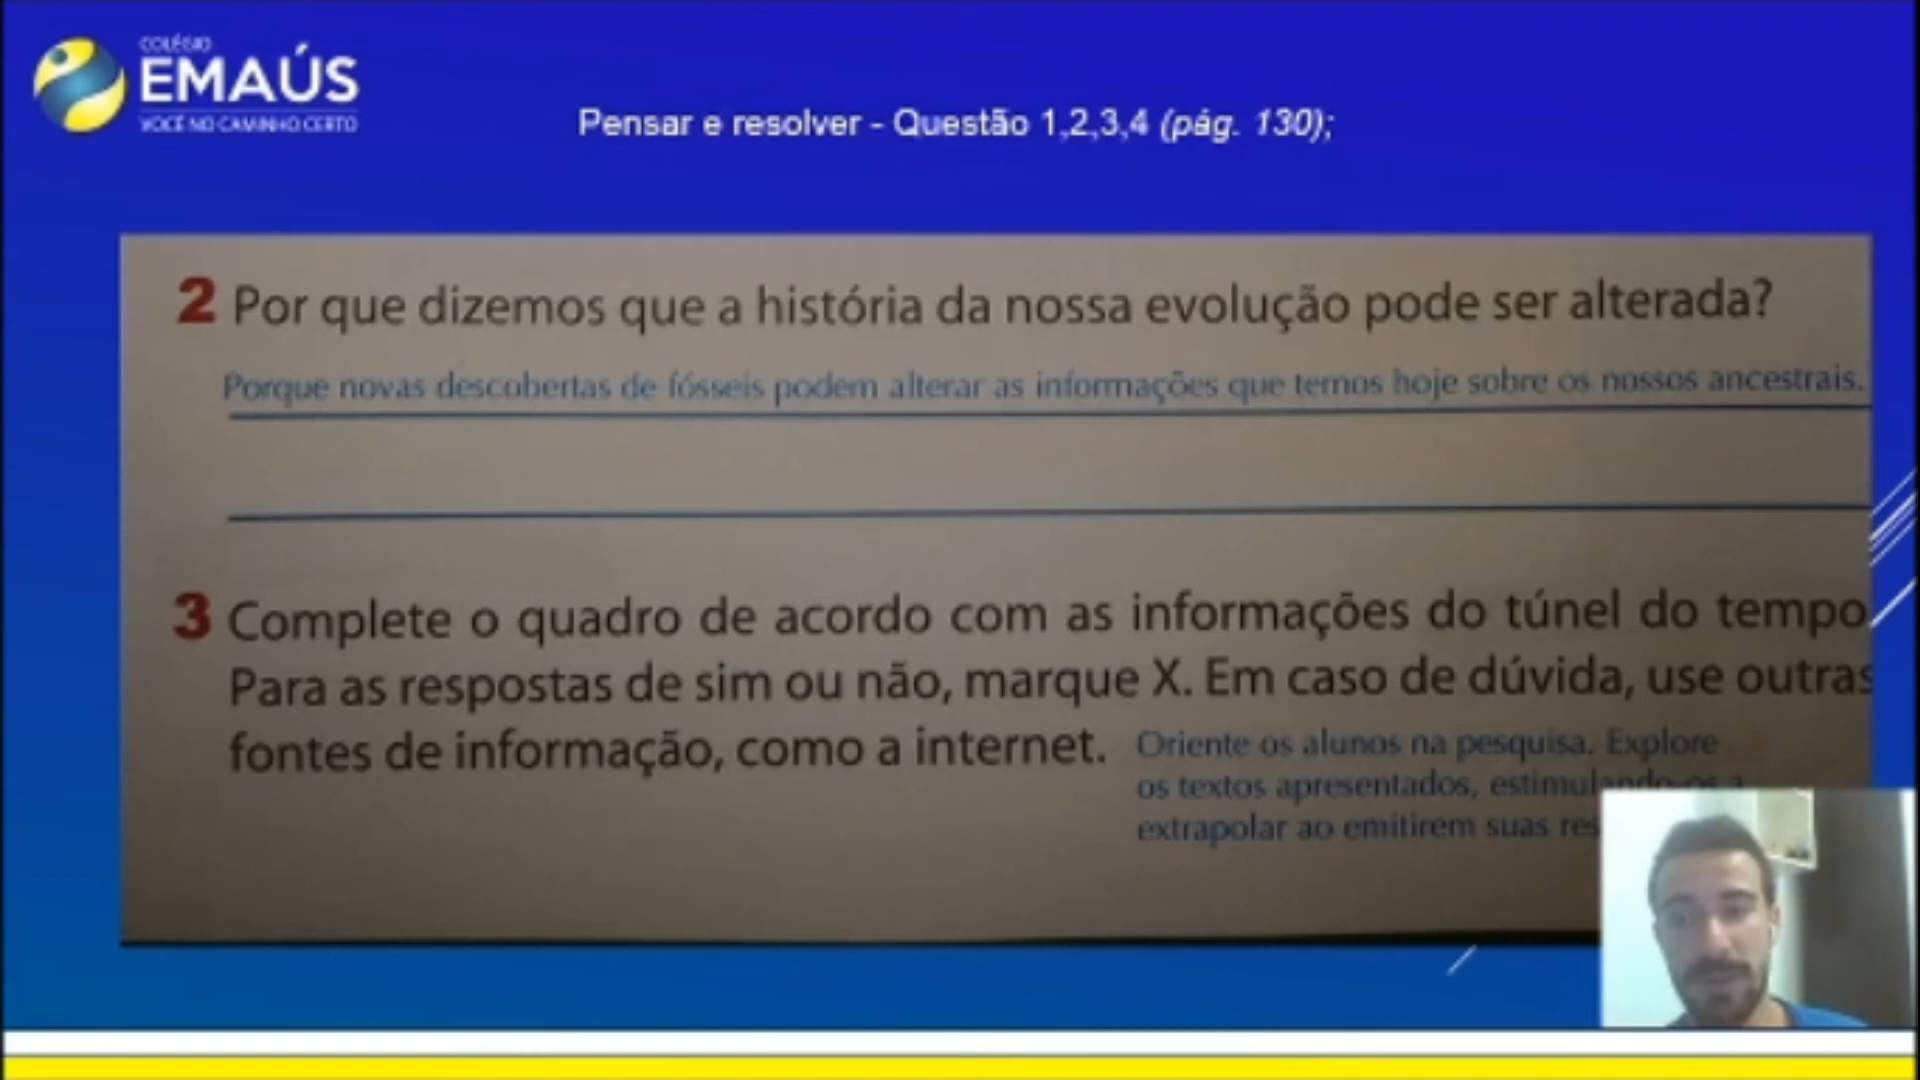 COLÉGIO
EMAÚS
VOCÊ NO CAMINHO CERTO
Pensar e resolver - Questão 1,2,3,4 (pág. 130);
2 Por que dizemos que a história da nossa evolução pode ser alterada?
Porque novas descobertas de fósseis podem alterar as informações que temos hoje sobre os nossos ancestrais.
3 Complete o quadro de acordo com as informações do túnel do tempo
Para as respostas de sim ou não, marque X. Em caso de dúvida, use outras
fontes de informação, como a internet.
Oriente os alunos na pesquisa. Explore
os textos apresentados, estimulando-os a
extrapolar ao emitirem suas